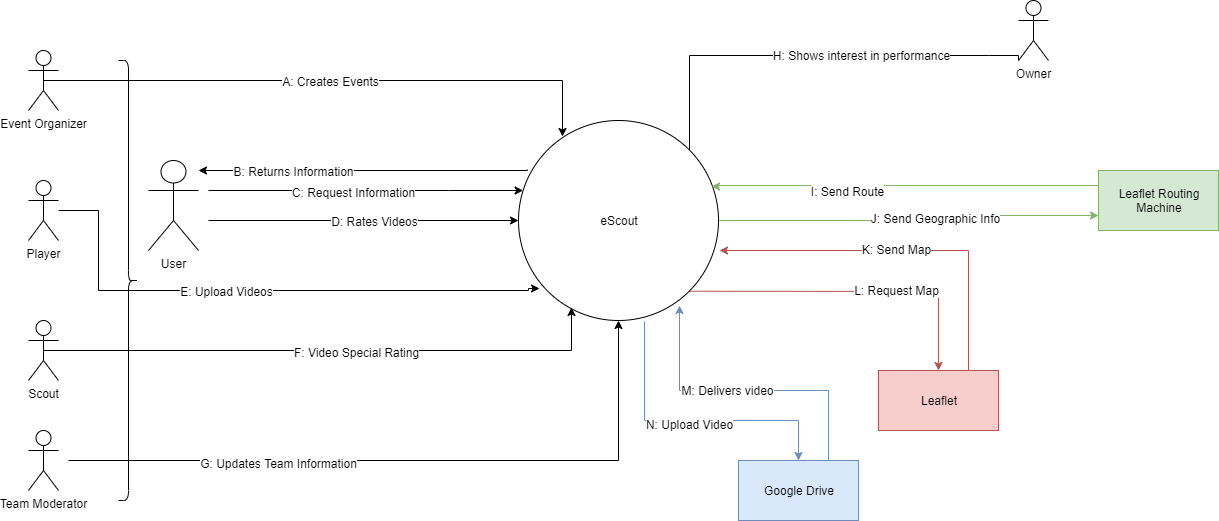 H: Shows interest in performance
Owner
A: Creates Events
Event Organizer
B: Returns Information
C: Request Information
I: Send Route
Leaflet Routing
Machine
D: Rates Videos
eScout
J: Send Geographic Info
Player
User
K: Send Map
E: Upload Videos
L: Request Map
F: Video Special Rating
Scout
M: Delivers video
Leaflet
N: Upload Video
G: Updates Team Information
Google Drive
Team Moderator